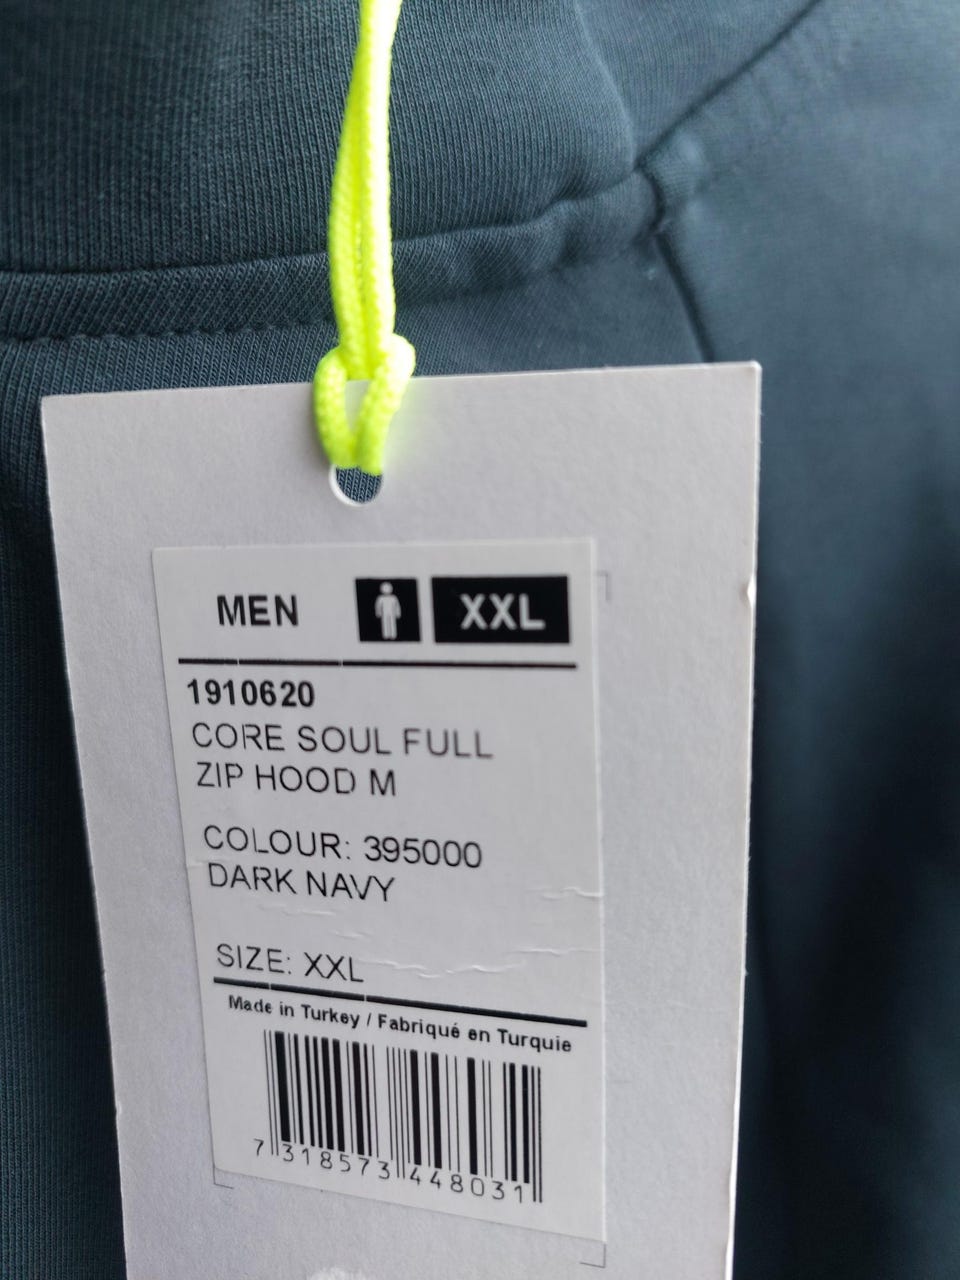 MEN XXL
1910620
CORE SOUL FULL
ZIP HOOD M
COLOUR: 395000
DARK NAVY
SIZE: XXL
Made in Turkey / Fabriqué en Turquie
7 318573 448031